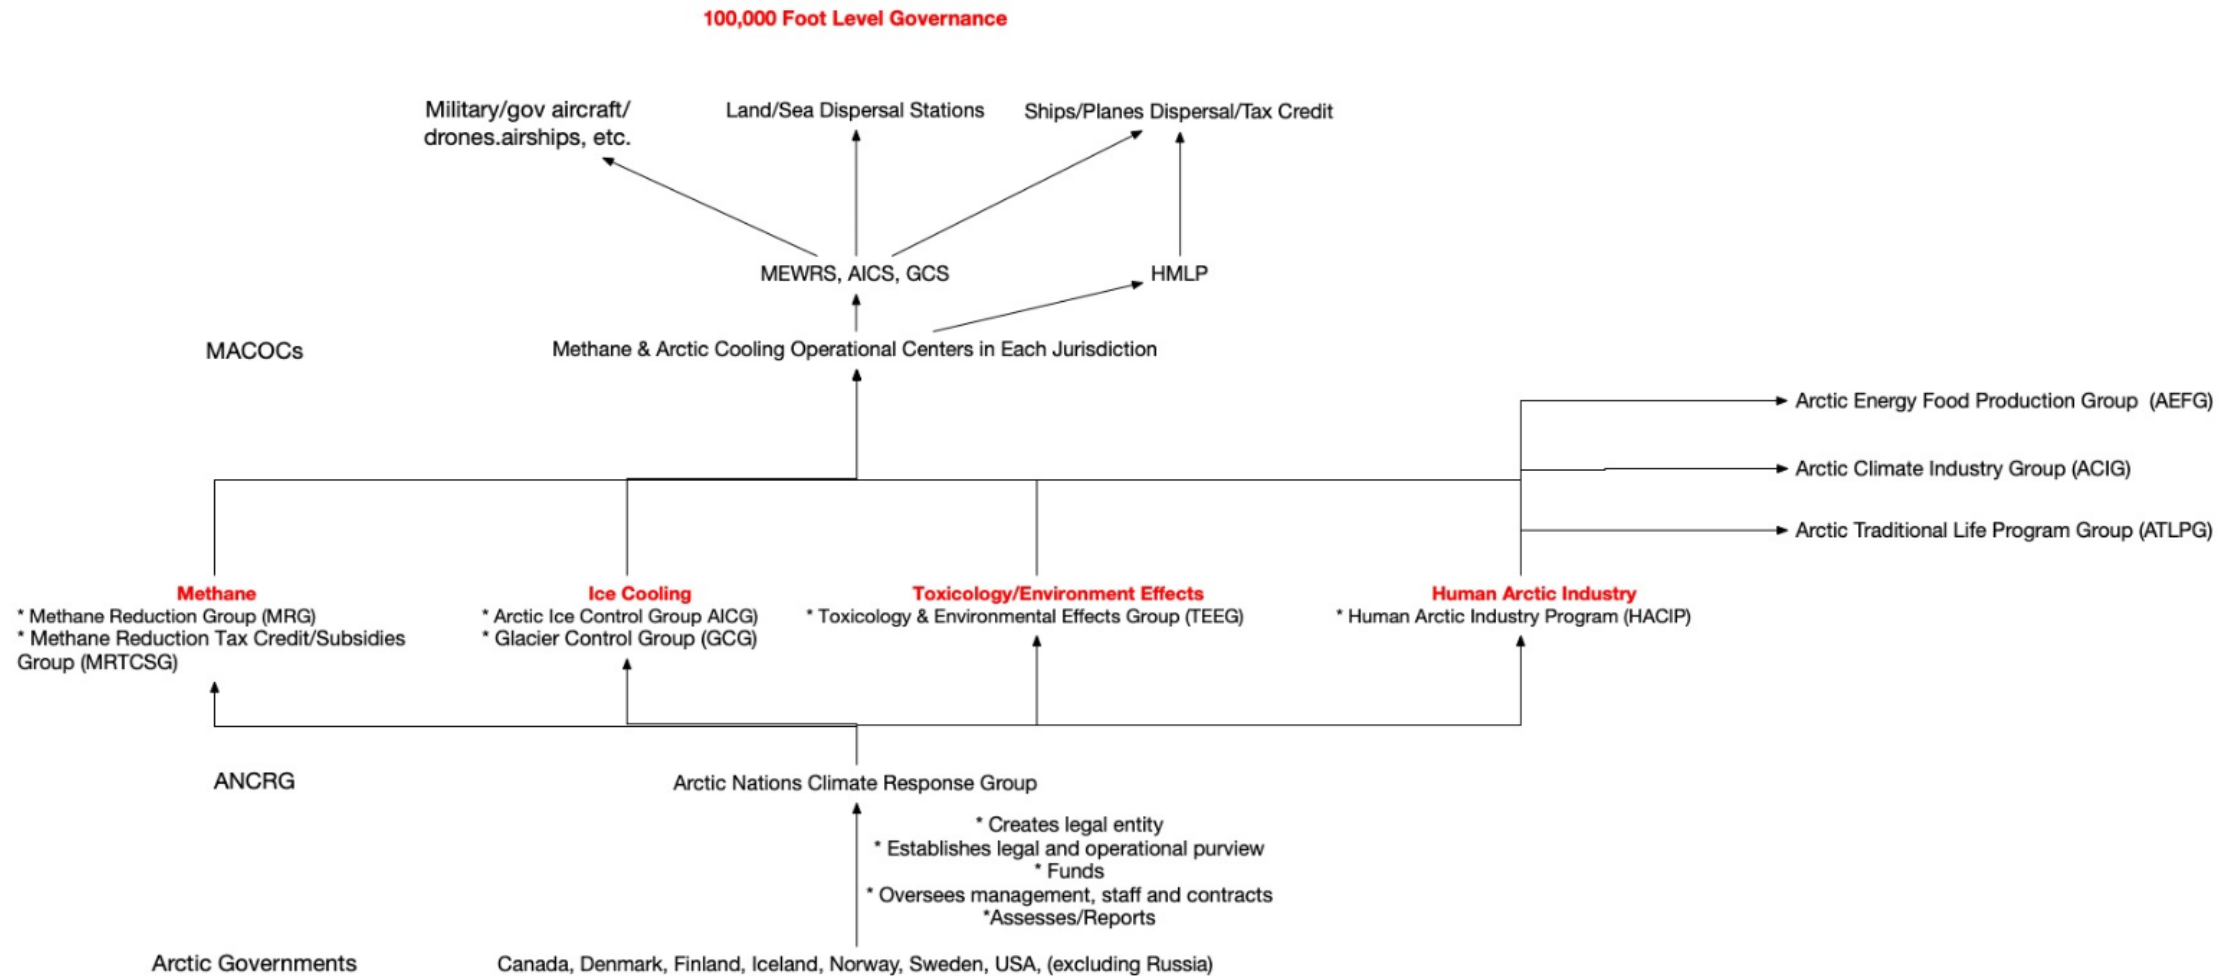 100,000 Foot Level Governance
Military/gov aircraft/
drones.airships, etc.
Land/Sea Dispersal Stations
Ships/Planes Dispersal/Tax Credit
MEWRS, AICS, GCS
HMLP
MACOCs
Methane & Arctic Cooling Operational Centers in Each Jurisdiction
Arctic Energy Food Production Group (AEFG)
Arctic Climate Industry Group (ACIG)
Arctic Traditional Life Program Group (ATLPG)
Methane
* Methane Reduction Group (MRG)
* Methane Reduction Tax Credit/Subsidies
Group (MRTCSG)
Ice Cooling
* Arctic Ice Control Group AICG)
* Glacier Control Group (GCG)
Toxicology/Environment Effects
* Toxicology & Environmental Effects Group (TEEG)
Human Arctic Industry
* Human Arctic Industry Program (HACIP)
ANCRG
Arctic Nations Climate Response Group
* Creates legal entity
* Establishes legal and operational purview
* Funds
* Oversees management, staff and contracts
*Assesses/Reports
Arctic Governments
Canada, Denmark, Finland, Iceland, Norway, Sweden, USA, (excluding Russia)